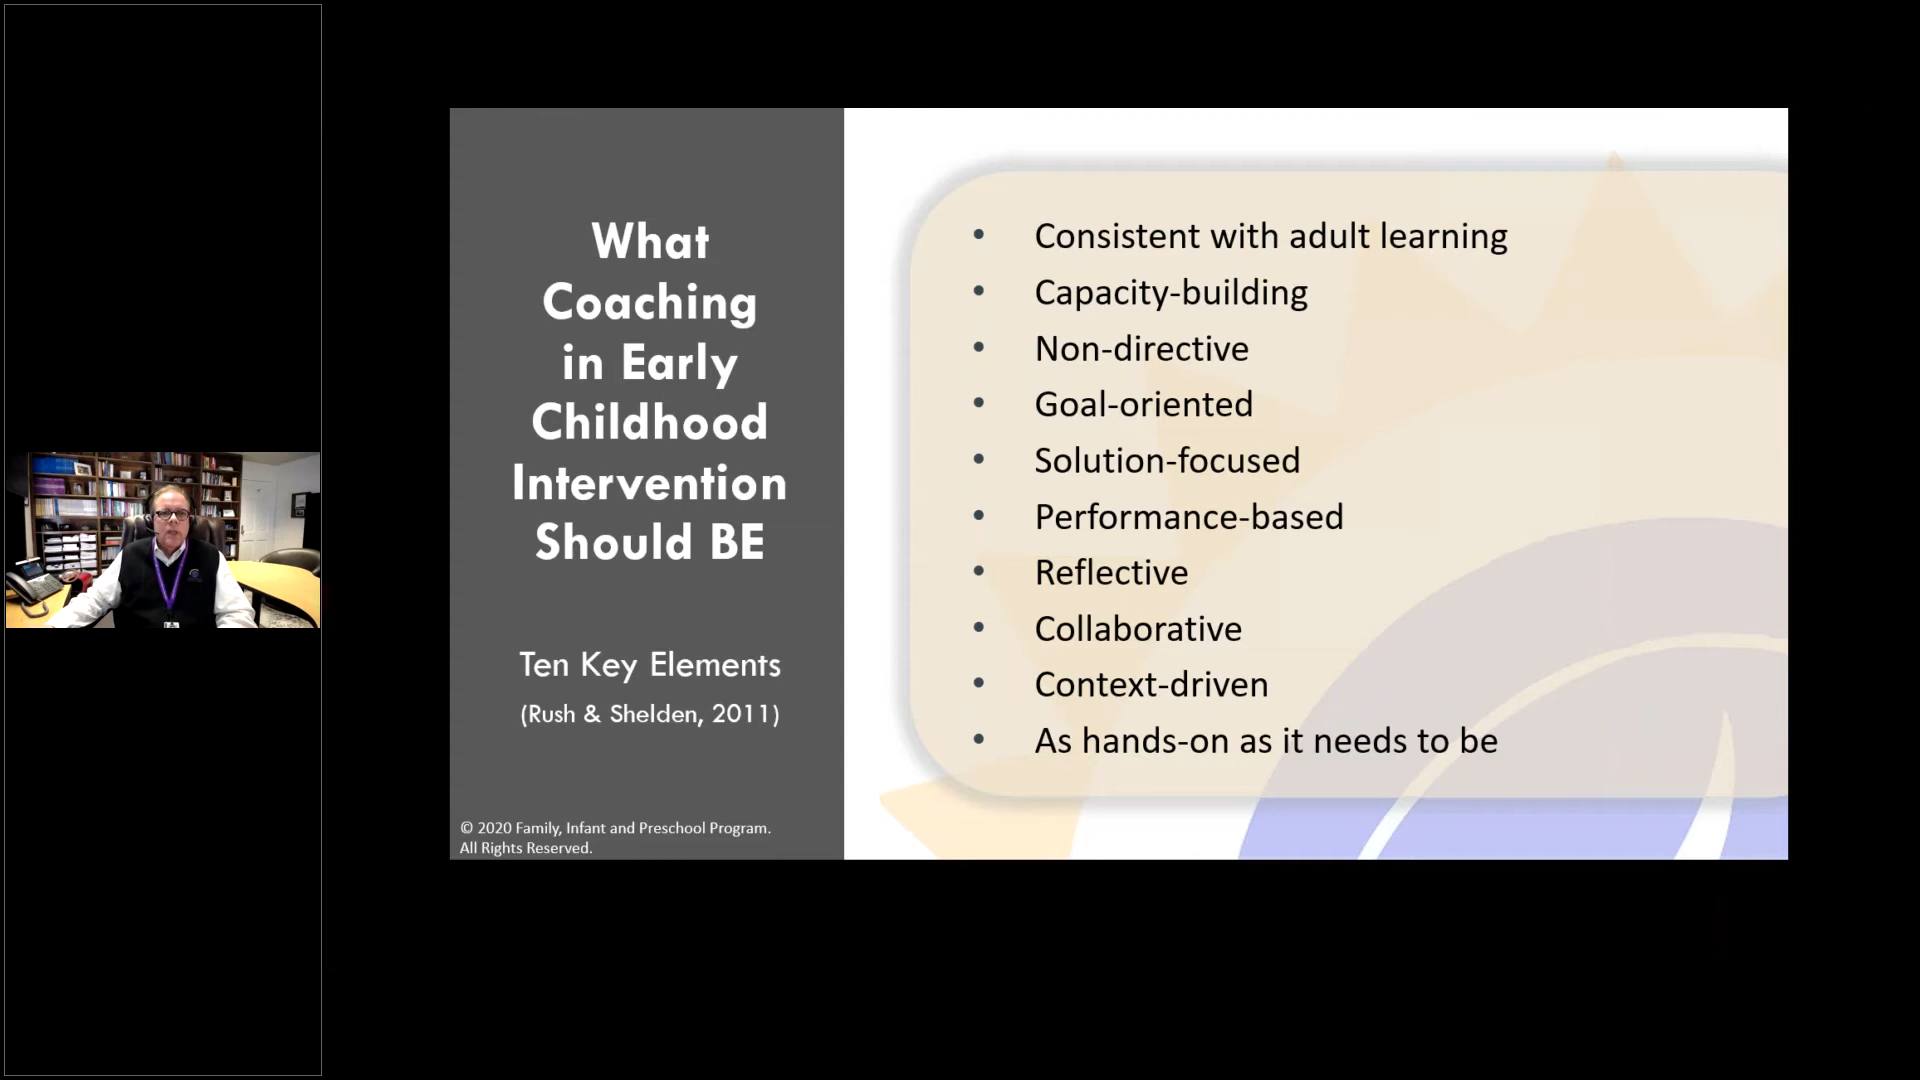 What
Coaching
in Early
Childhood
Intervention
Should BE
Ten Key Elements
(Rush & Shelden, 2011)
© 2020 Family, Infant and Preschool Program.
All Rights Reserved.
• Consistent with adult learning
• Capacity-building
• Non-directive
• Goal-oriented
• Solution-focused
• Performance-based
• Reflective
• Collaborative
• Context-driven
• As hands-on as it needs to be